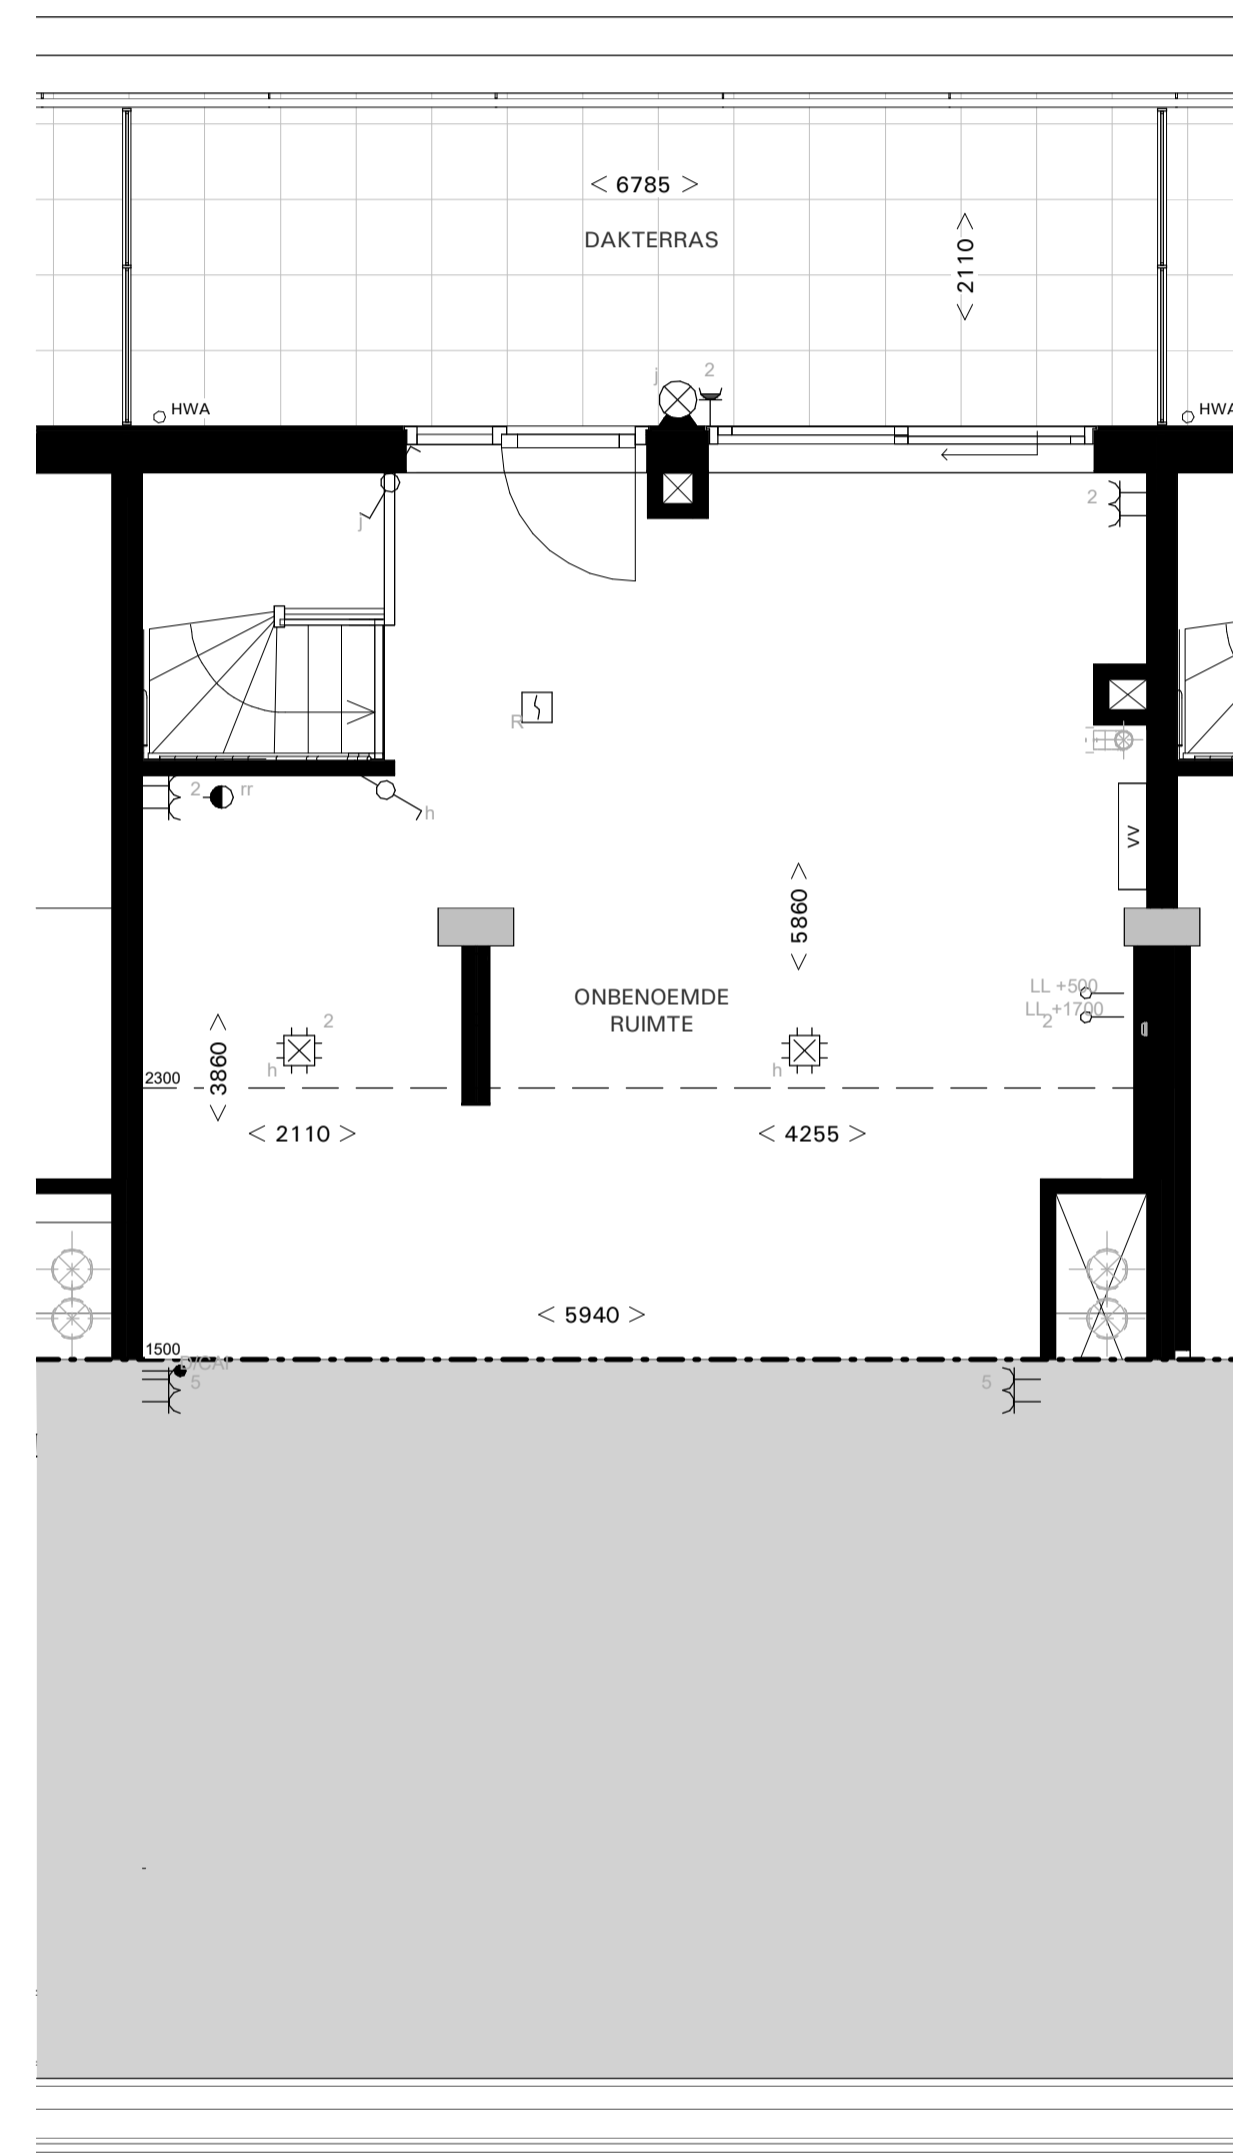 < 6785 >
DAKTERRAS
< 2110 >
j
2
HWA
HWA
2
j
R
2
rr
h
VV
< 5860 >
ONBENOEMDE
RUIMTE
LL +500
LL +1700
2
2
h
h
2300
< 3860 >
< 2110 >
< 4255 >
< 5940 >
1500
D/CAI
5
5